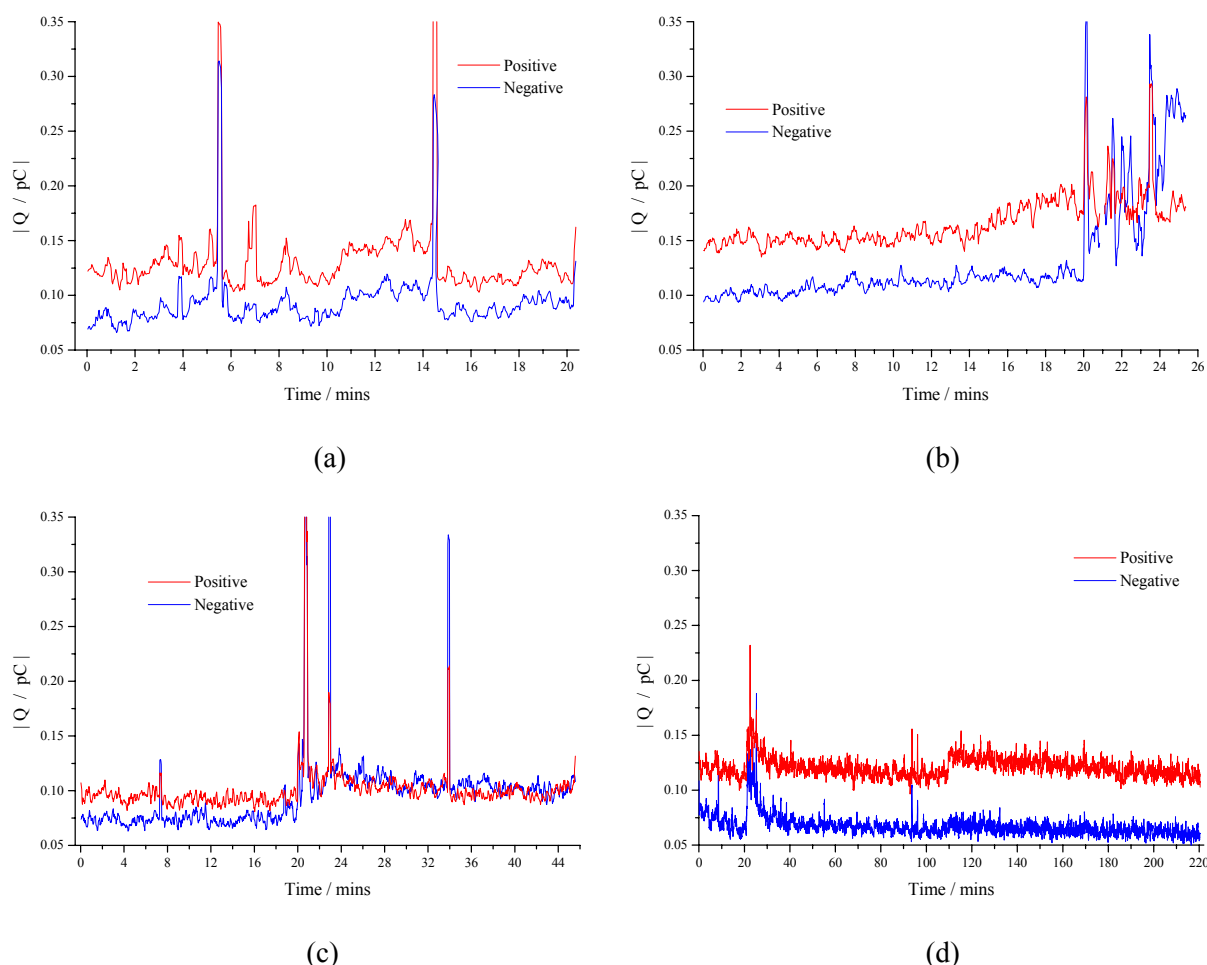 0.35
0.30
0.25
0.20
0.15
0.10
0.05
| Q / pC |
0 2 4 6 8 10 12 14 16 18 20
Time / mins
Positive
Negative
(a)
0.35
0.30
0.25
0.20
0.15
0.10
0.05
| Q / pC |
0 2 4 6 8 10 12 14 16 18 20 22 24 26
Time / mins
Positive
Negative
(b)
0.35
0.30
0.25
0.20
0.15
0.10
0.05
| Q / pC |
0 4 8 12 16 20 24 28 32 36 40 44
Time / mins
Positive
Negative
(c)
0.35
0.30
0.25
0.20
0.15
0.10
0.05
| Q / pC |
0 20 40 60 80 100 120 140 160 180 200 220
Time / mins
Positive
Negative
(d)